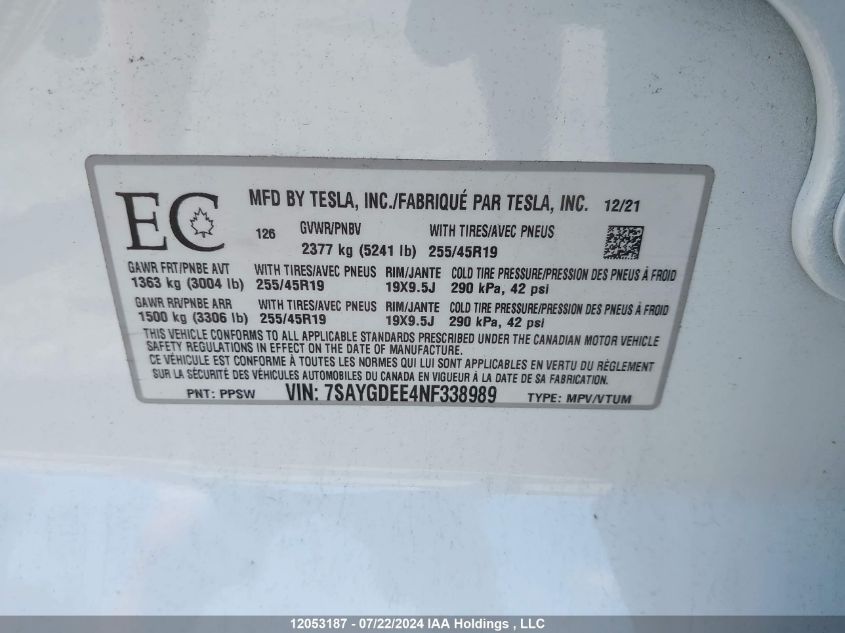 EC
MFD BY TESLA, INC./FABRIQUÉ PAR TESLA, INC. 12/21
126 GVWR/PNBV WITH TIRES/AVEC PNEUS
2377 kg (5241 lb) 255/45R19
GAWR FRT/PNBE AVT WITH TIRES/AVEC PNEUS RIM/JANTE COLD TIRE PRESSURE/PRESSION DES PNEUS À FROID
1363 kg (3004 lb) 255/45R19 19X9.5J 290 kPa, 42 psi
GAWR RR/PNBE ARR WITH TIRES/AVEC PNEUS RIM/JANTE COLD TIRE PRESSURE/PRESSION DES PNEUS À FROID
1500 kg (3306 lb) 255/45R19 19X9.5J 290 kPa, 42 psi
THIS VEHICLE CONFORMS TO ALL APPLICABLE STANDARDS PRESCRIBED UNDER THE CANADIAN MOTOR VEHICLE
SAFETY REGULATIONS IN EFFECT ON THE DATE OF MANUFACTURE.
CE VÉHICULE EST CONFORME À TOUTES LES NORMES QUI LUI SONT APPLICABLES EN VERTU DU RÈGLEMENT
SUR LA SÉCURITÉ DES VÉHICULES AUTOMOBILES DU CANADA EN VIGUEUR À LA DATE DE SA FABRICATION.
PNT: PPSW VIN: 7SAYGDEE4NF338989 TYPE: MPV/VTUM
12053187 - 07/22/2024 IAA Holdings , LLC